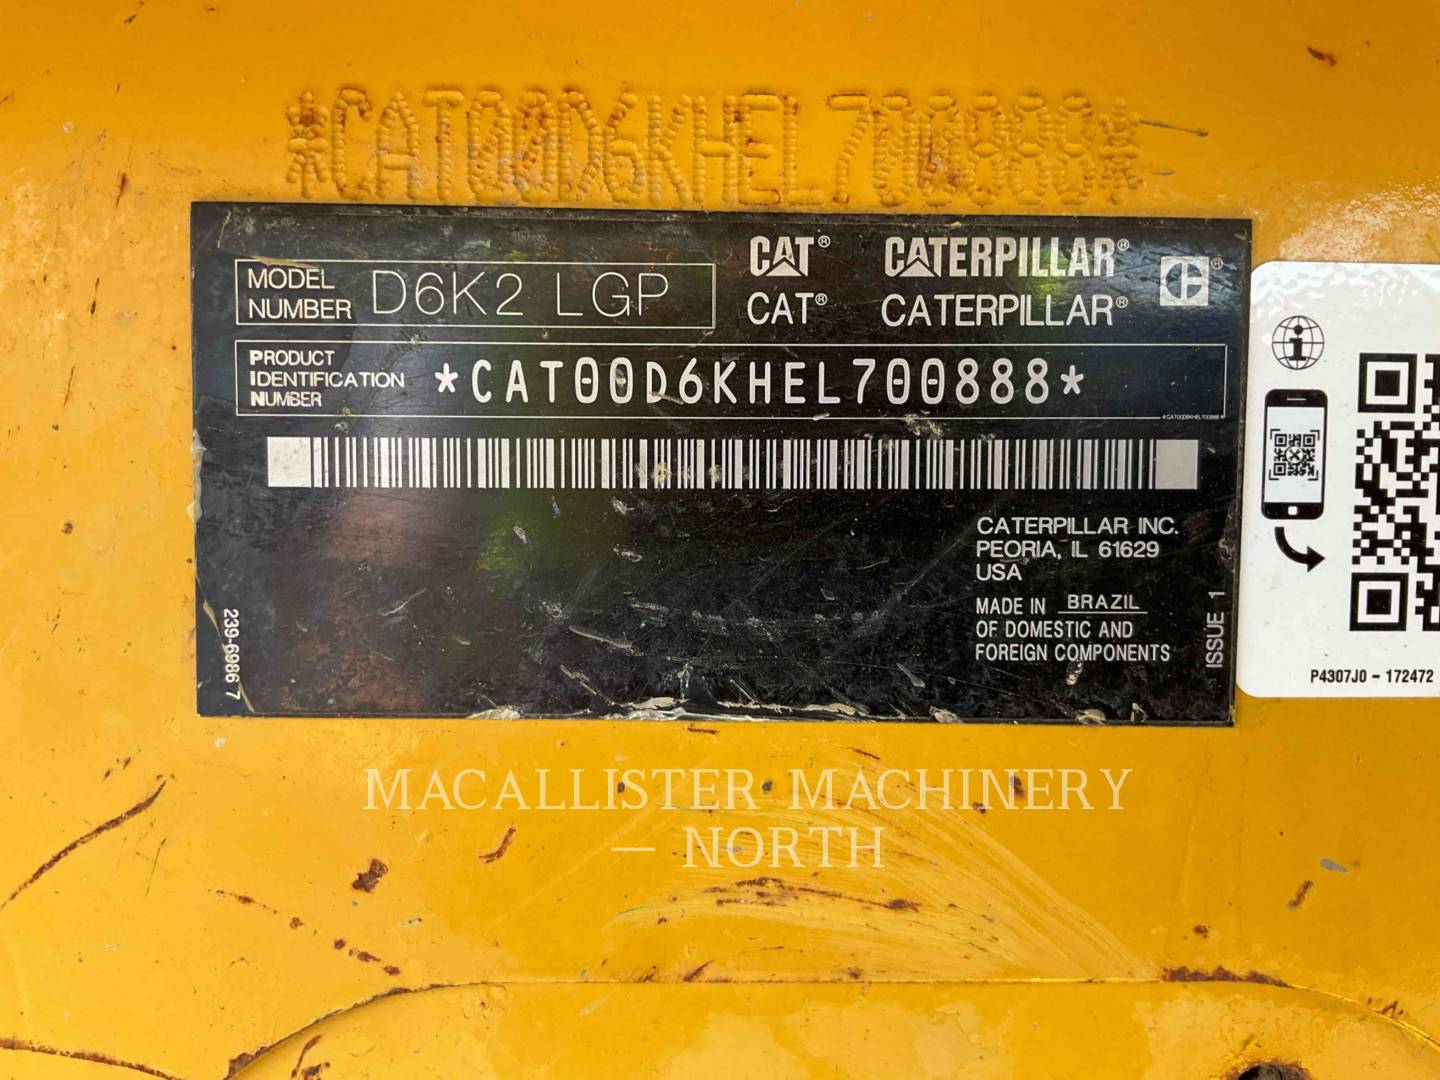 *CAT00D6KHEL700888*
MODEL NUMBER D6K2 LGP
CAT® CATERPILLAR®
CAT® CATERPILLAR®
C ®
PRODUCT IDENTIFICATION NUMBER *CAT00D6KHEL700888*
*CAT00D6KHEL700888*
CATERPILLAR INC.
PEORIA, IL 61629
USA
MADE IN BRAZIL
OF DOMESTIC AND
FOREIGN COMPONENTS
ISSUE 1
239-6986 7
P4307J0 - 172472
MACALLISTER MACHINERY
— NORTH